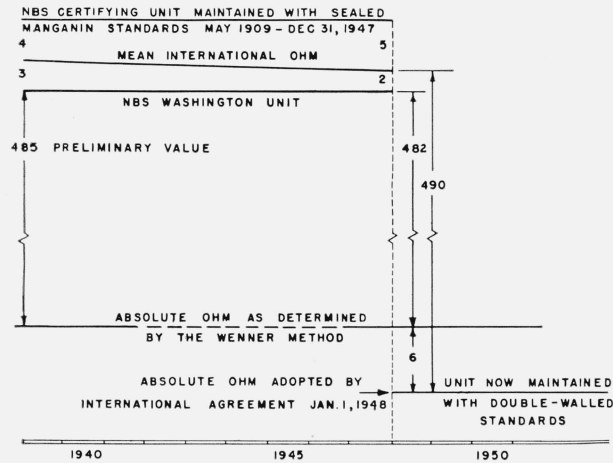 NBS CERTIFYING UNIT MAINTAINED WITH SEALED
MANGANIN STANDARDS MAY 1909 – DEC 31, 1947
4 5
MEAN INTERNATIONAL OHM
3 2
NBS WASHINGTON UNIT
485 PRELIMINARY VALUE
482
490
ABSOLUTE OHM AS DETERMINED
BY THE WENNER METHOD
6
ABSOLUTE OHM ADOPTED BY
INTERNATIONAL AGREEMENT JAN. 1, 1948
UNIT NOW MAINTAINED
WITH DOUBLE-WALLED
STANDARDS
1940 1945 1950